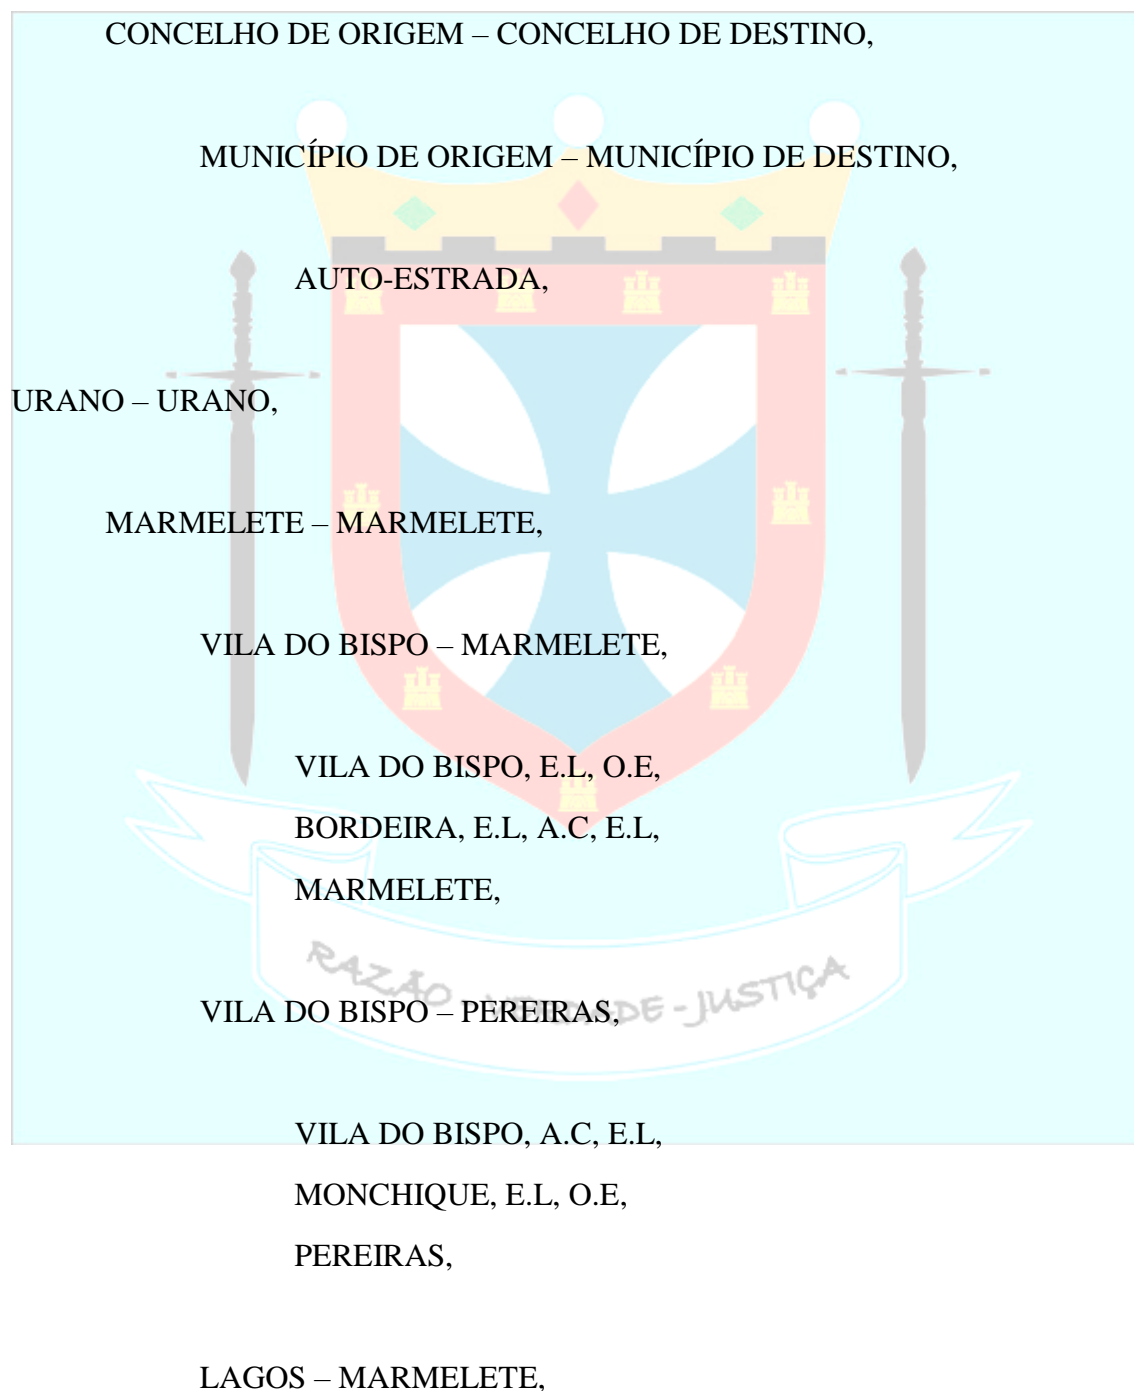 CONCELHO DE ORIGEM – CONCELHO DE DESTINO,
MUNICÍPIO DE ORIGEM – MUNICÍPIO DE DESTINO,
AUTO-ESTRADA,
URANO – URANO,
MARMELETE – MARMELETE,
VILA DO BISPO – MARMELETE,
VILA DO BISPO, E.L, O.E,
BORDEIRA, E.L, A.C, E.L,
MARMELETE,
RAZÃO - VERDADE - JUSTIÇA
VILA DO BISPO – PEREIRAS,
VILA DO BISPO, A.C, E.L,
MONCHIQUE, E.L, O.E,
PEREIRAS,
LAGOS – MARMELETE,